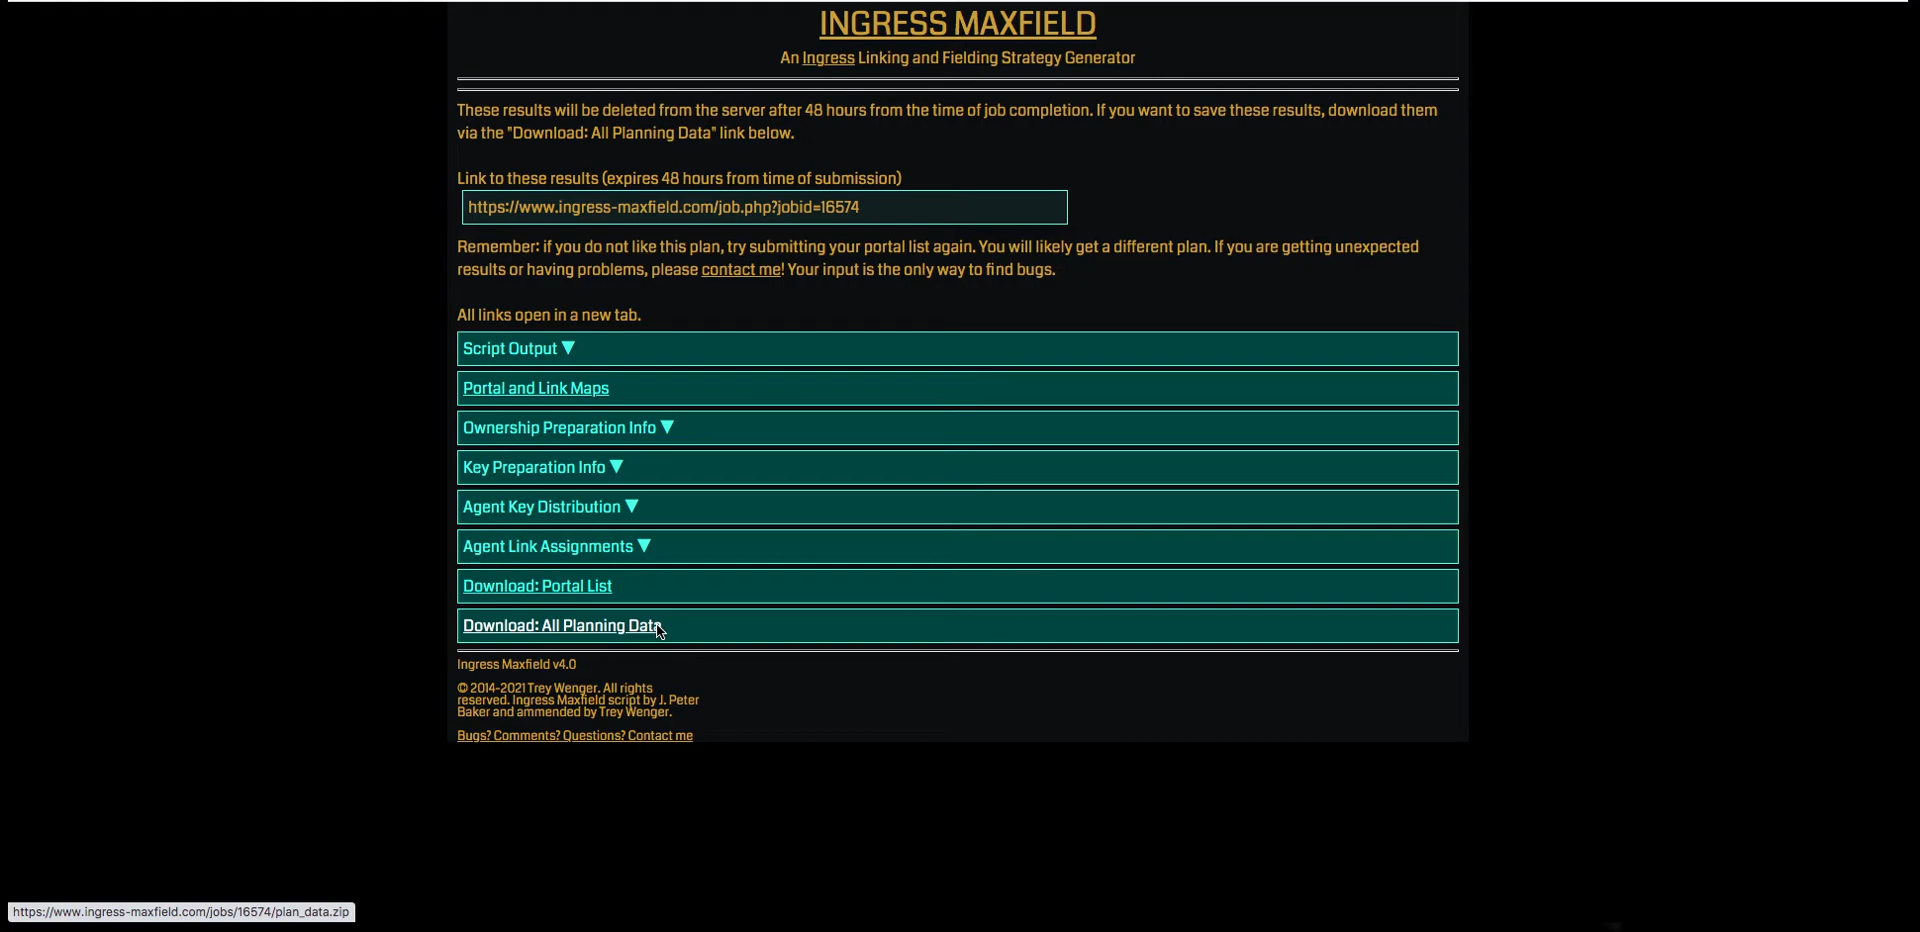 INGRESS MAXFIELD
An Ingress Linking and Fielding Strategy Generator
These results will be deleted from the server after 48 hours from the time of job completion. If you want to save these results, download them
via the "Download: All Planning Data" link below.
Link to these results (expires 48 hours from time of submission)
https://www.ingress-maxfield.com/job.php?jobid=16574
Remember: if you do not like this plan, try submitting your portal list again. You will likely get a different plan. If you are getting unexpected
results or having problems, please contact me! Your input is the only way to find bugs.
All links open in a new tab.
Script Output ▼
Portal and Link Maps
Ownership Preparation Info ▼
Key Preparation Info ▼
Agent Key Distribution ▼
Agent Link Assignments ▼
Download: Portal List
Download: All Planning Data
Ingress Maxfield v4.0
© 2014-2021 Trey Wenger. All rights
reserved. Ingress Maxfield script by J. Peter
Baker and ammended by Trey Wenger.
Bugs? Comments? Questions? Contact me
https://www.ingress-maxfield.com/jobs/16574/plan_data.zip